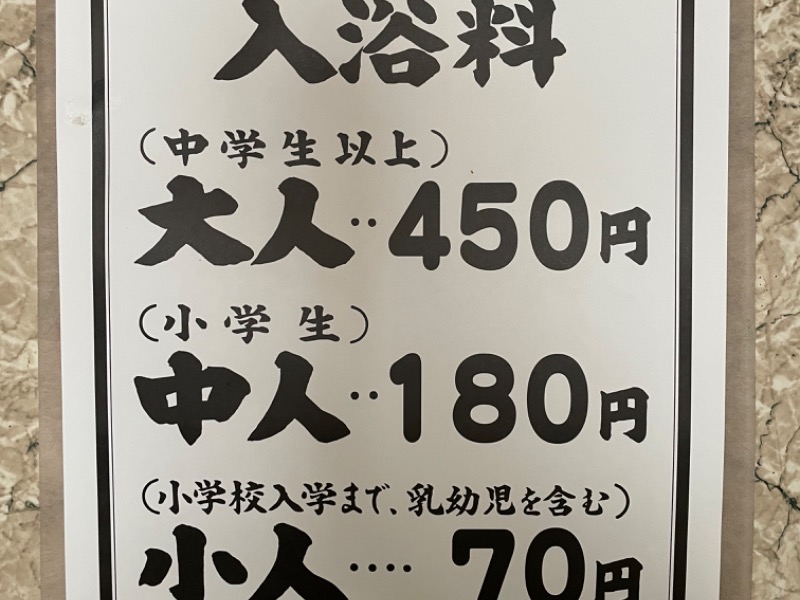 入浴料
(中学生以上)
大人‥450円
(小学生)
中人‥180円
(小学校入学まで、乳幼児を含む)
小人‥‥70円